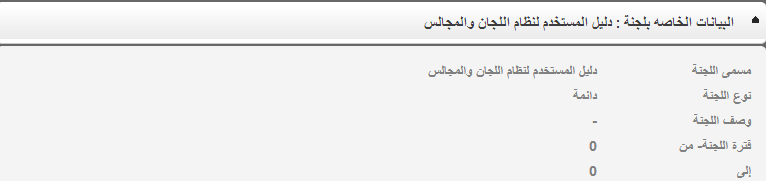 البيانات الخاصه بلجنة : دليل المستخدم لنظام اللجان والمجالس
مسمى اللجنة دليل المستخدم لنظام اللجان والمجالس
نوع اللجنة دائمة
وصف اللجنة -
فترة اللجنة- من 0
إلى 0